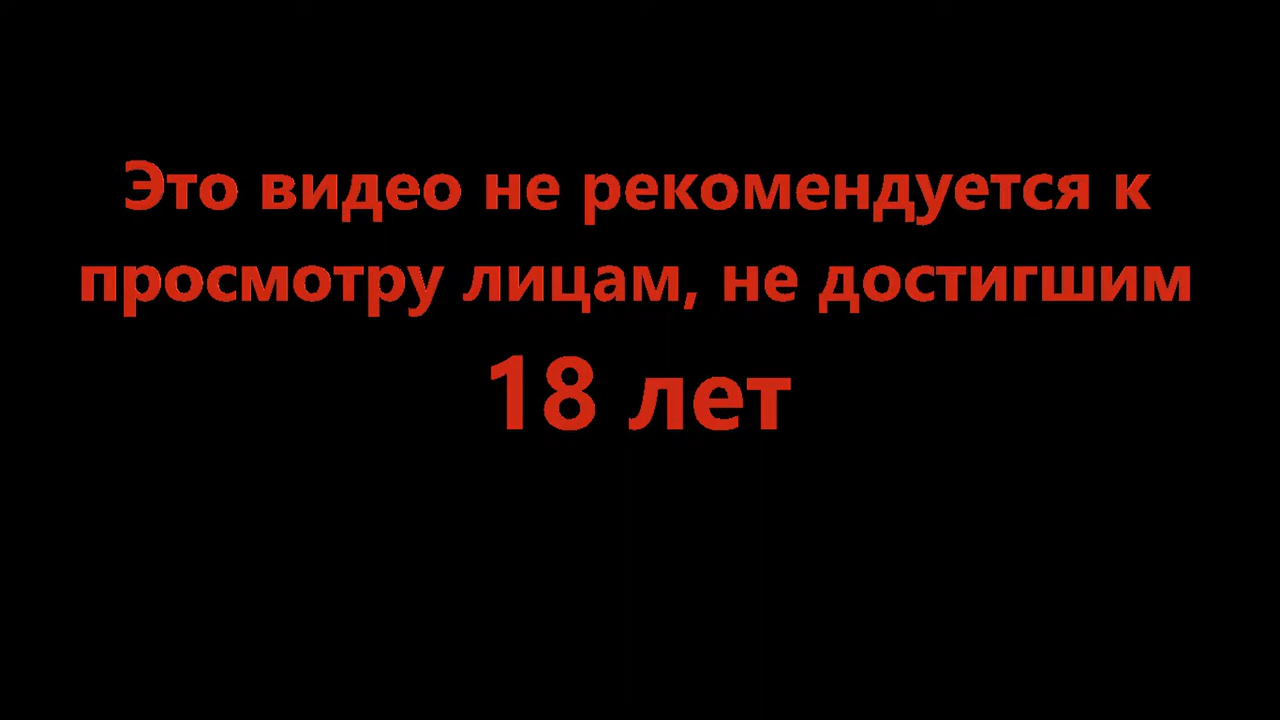 Это видео не рекомендуется к
просмотру лицам, не достигшим
18 лет